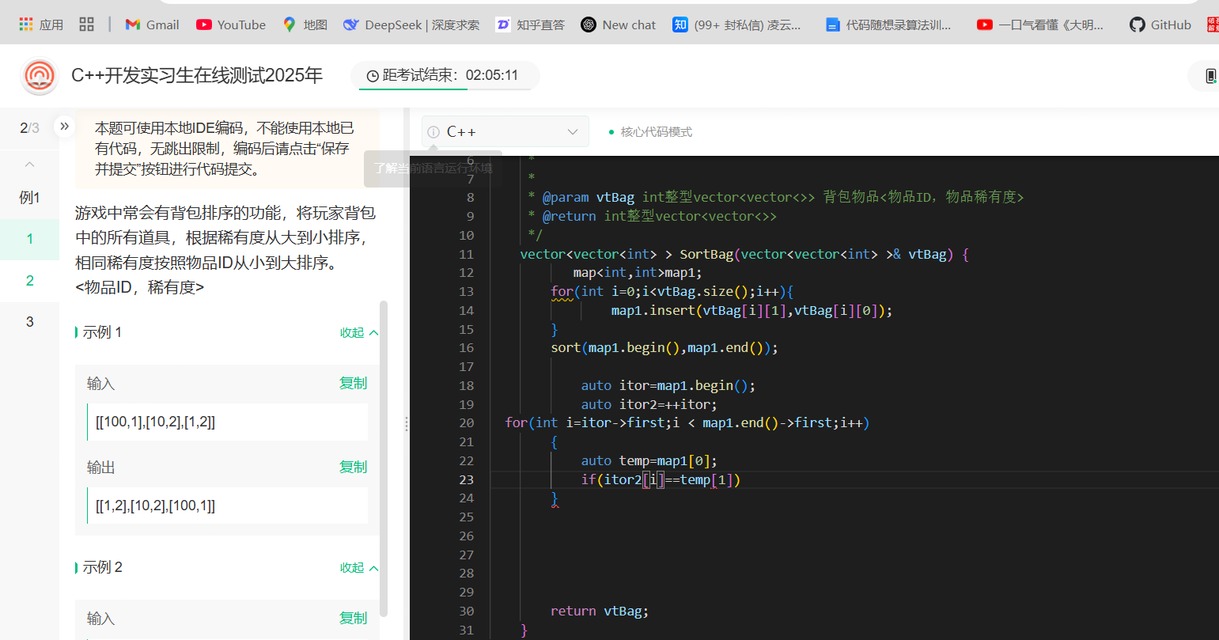 应用
Gmail
YouTube
地图
DeepSeek | 深度求索
知乎直答
New chat
(99+ 封私信) 凌云...
代码随想录算法训...
一口气看懂《大明...
GitHub
C++开发实习生在线测试2025年
距考试结束：02:05:11
2/3
例1
1
2
3
本题可使用本地IDE编码，不能使用本地已
有代码，无跳出限制，编码后请点击“保存
并提交”按钮进行代码提交。
游戏中常会有背包排序的功能，将玩家背包
中的所有道具，根据稀有度从大到小排序，
相同稀有度按照物品ID从小到大排序。
<物品ID，稀有度>
示例 1
收起
输入
复制
[[100,1],[10,2],[1,2]]
输出
复制
[[1,2],[10,2],[100,1]]
示例 2
收起
输入
复制
C++
核心代码模式
了解当前语言运行环境
6 *
7 *
8 * @param vtBag int整型vector<vector<>> 背包物品<物品ID，物品稀有度>
9 * @return int整型vector<vector<>>
10 */
11 vector<vector<int> > SortBag(vector<vector<int> >& vtBag) {
12 map<int,int>map1;
13 for(int i=0;i<vtBag.size();i++){
14 map1.insert(vtBag[i][1],vtBag[i][0]);
15 }
16 sort(map1.begin(),map1.end());
17
18 auto itor=map1.begin();
19 auto itor2=++itor;
20 for(int i=itor->first;i < map1.end()->first;i++)
21 {
22 auto temp=map1[0];
23 if(itor2[i]==temp[1])
24 }
25
26
27
28
29
30 return vtBag;
31 }